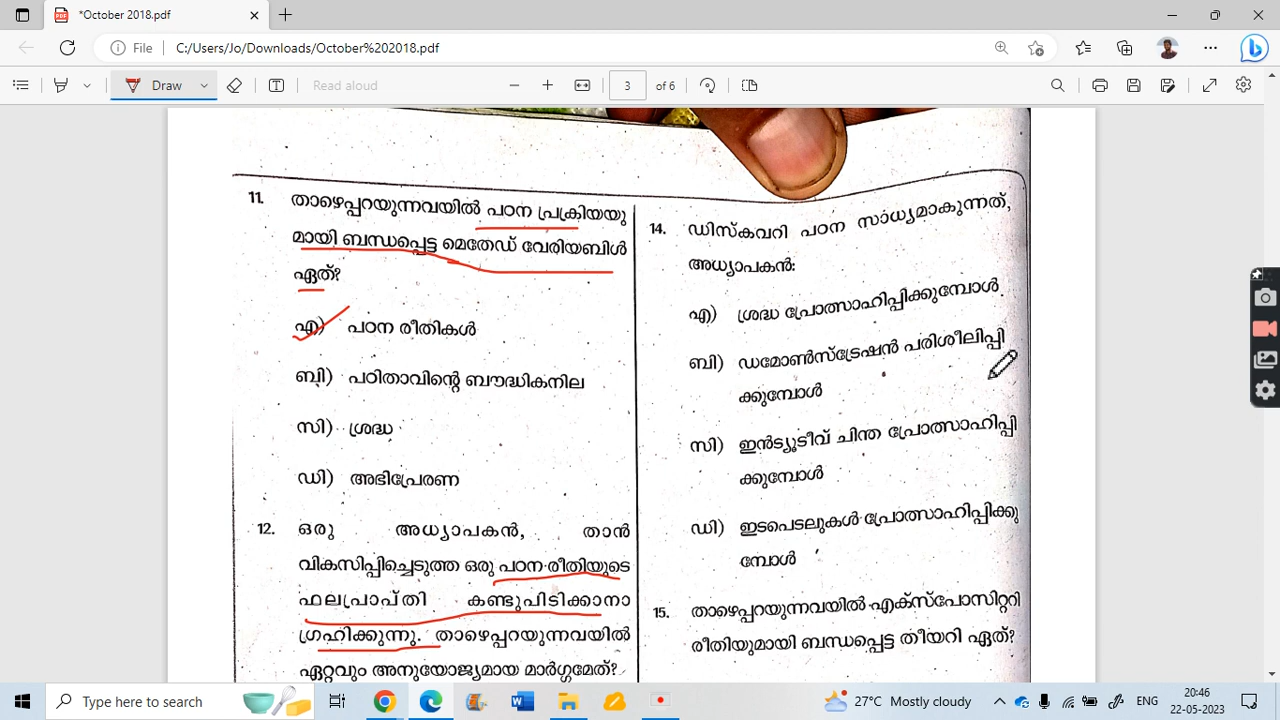 *October 2018.pdf
File
C:/Users/Jo/Downloads/October%202018.pdf
Draw
Read aloud
3 of 6
11. താഴെപ്പറയുന്നവയിൽ പഠന പ്രക്രിയയു
മായി ബന്ധപ്പെട്ട മെതേഡ് വേരിയബിൾ
ഏത്?
എ) പഠന രീതികൾ
ബി) പഠിതാവിന്റെ ബൗദ്ധികനില
സി) ശ്രദ്ധ
ഡി) അഭിപ്രേരണ
12. ഒരു അധ്യാപകൻ, താൻ
വികസിപ്പിച്ചെടുത്ത ഒരു പഠന രീതിയുടെ
ഫലപ്രാപ്തി കണ്ടുപിടിക്കാനാ
ഗ്രഹിക്കുന്നു. താഴെപ്പറയുന്നവയിൽ
ഏറ്റവും അനുയോജ്യമായ മാർഗ്ഗമേത്?
14. ഡിസ്കവറി പഠന സാധ്യമാകുന്നത്,
അധ്യാപകൻ:
എ) ശ്രദ്ധ പ്രോത്സാഹിപ്പിക്കുമ്പോൾ.
ബി) ഡമോൺസ്ട്രേഷൻ പരിശീലിപ്പി
ക്കുമ്പോൾ
സി) ഇൻട്യൂടീവ് ചിന്ത പ്രോത്സാഹിപ്പി
ക്കുമ്പോൾ
ഡി) ഇടപെടലുകൾ പ്രോത്സാഹിപ്പിക്കു
മ്പോൾ
15. താഴെപ്പറയുന്നവയിൽ എക്സ്പോസിറ്ററി
രീതിയുമായി ബന്ധപ്പെട്ട തീയറി ഏത്?
Type here to search
27°C Mostly cloudy
ENG
20:46
22-05-2023